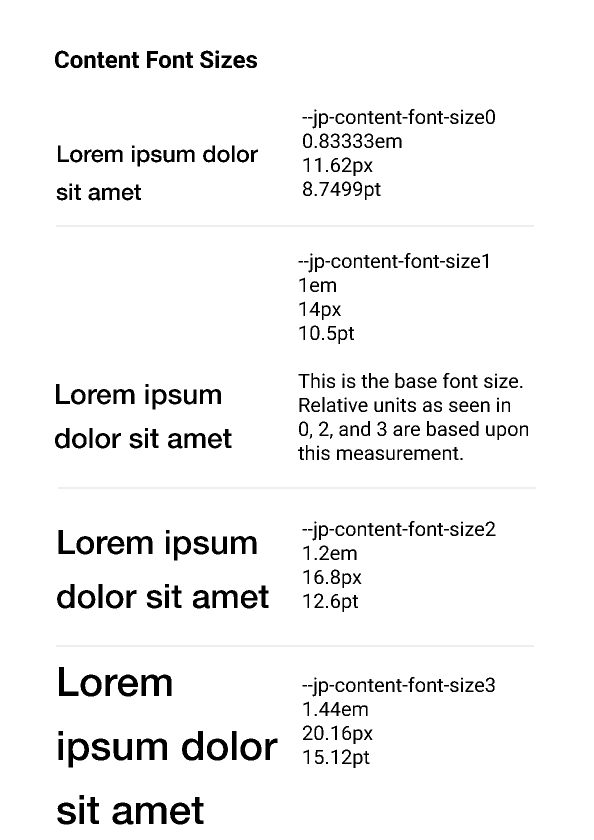 Content Font Sizes
Lorem ipsum dolor
sit amet
--jp-content-font-size0
0.83333em
11.62px
8.7499pt
Lorem ipsum
dolor sit amet
--jp-content-font-size1
1em
14px
10.5pt
This is the base font size.
Relative units as seen in
0, 2, and 3 are based upon
this measurement.
Lorem ipsum
dolor sit amet
--jp-content-font-size2
1.2em
16.8px
12.6pt
Lorem
ipsum dolor
sit amet
--jp-content-font-size3
1.44em
20.16px
15.12pt